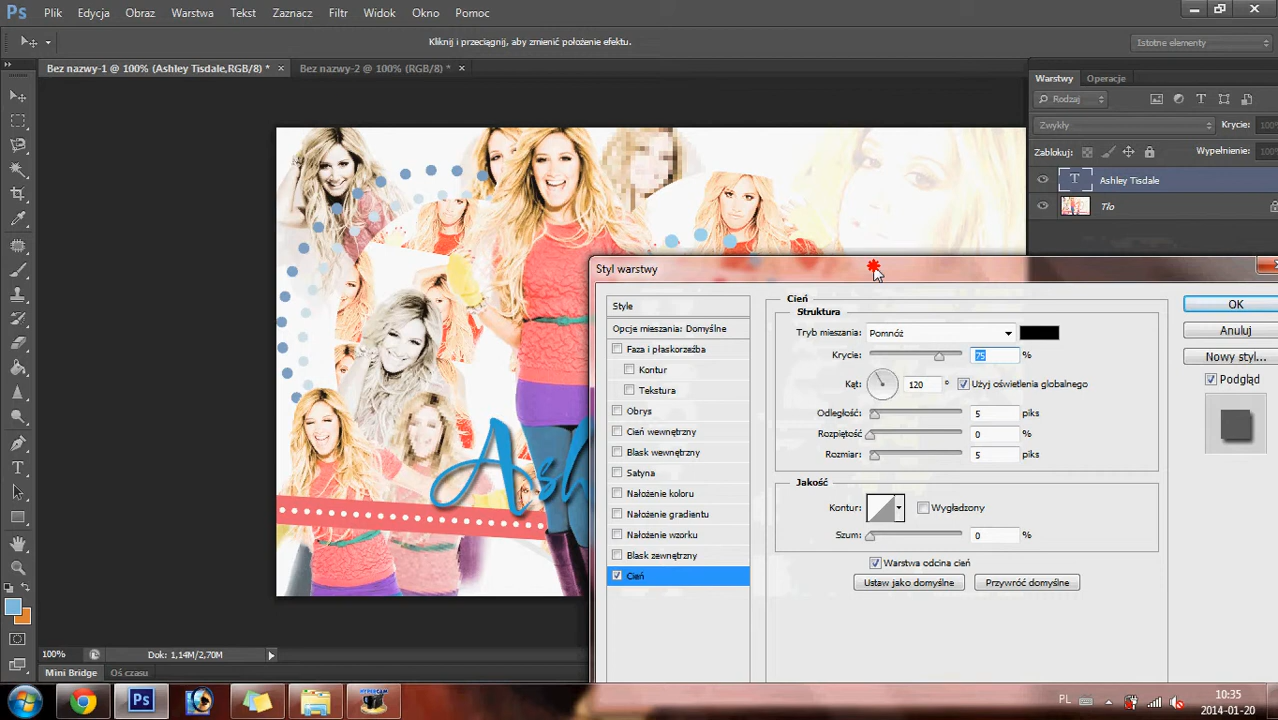 Ps Plik Edycja Obraz Warstwa Tekst Zaznacz Filtr Widok Okno Pomoc
Kliknij i przeciągnij, aby zmienić położenie efektu.
Istotne elementy
Bez nazwy-1 @ 100% (Ashley Tisdale,RGB/8) * × Bez nazwy-2 @ 100% (RGB/8) * ×
Warstwy Operacje
Rodzaj
Zwykły Krycie: 100
Zablokuj: Wypełnienie: 100
T Ashley Tisdale
Tło
Ash
Styl warstwy
Style
Opcje mieszania: Domyślne
Faza i płaskorzeźba
Kontur
Tekstura
Obrys
Cień wewnętrzny
Blask wewnętrzny
Satyna
Nałożenie koloru
Nałożenie gradientu
Nałożenie wzorku
Blask zewnętrzny
Cień
Cień
Struktura
Tryb mieszania: Pomnóż
Krycie: 75 %
Kąt: 120 ° Użyj oświetlenia globalnego
Odległość: 5 piks
Rozpiętość: 0 %
Rozmiar: 5 piks
Jakość
Kontur: Wygładzony
Szum: 0 %
Warstwa odcina cień
Ustaw jako domyślne Przywróć domyślne
OK
Anuluj
Nowy styl...
Podgląd
100% Dok: 1,14M/2,70M
Mini Bridge Oś czasu
PL
10:35
2014-01-20